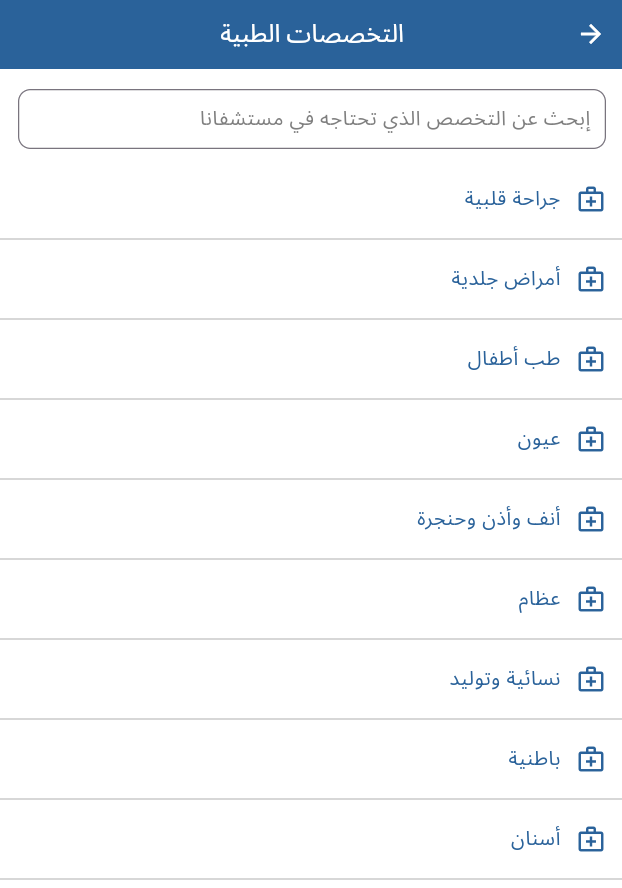 التخصصات الطبية
إبحث عن التخصص الذي تحتاجه في مستشفانا
جراحة قلبية
أمراض جلدية
طب أطفال
عيون
أنف وأذن وحنجرة
عظام
نسائية وتوليد
باطنية
أسنان